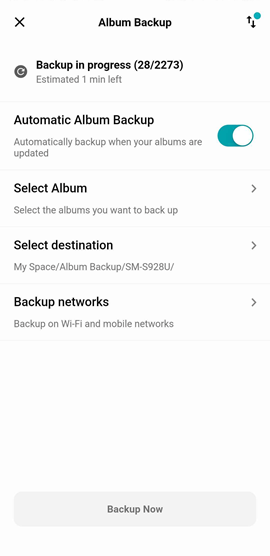 Album Backup
Backup in progress (28/2273)
Estimated 1 min left
Automatic Album Backup
Automatically backup when your albums are
updated
Select Album
Select the albums you want to back up
Select destination
My Space/Album Backup/SM-S928U/
Backup networks
Backup on Wi-Fi and mobile networks
Backup Now